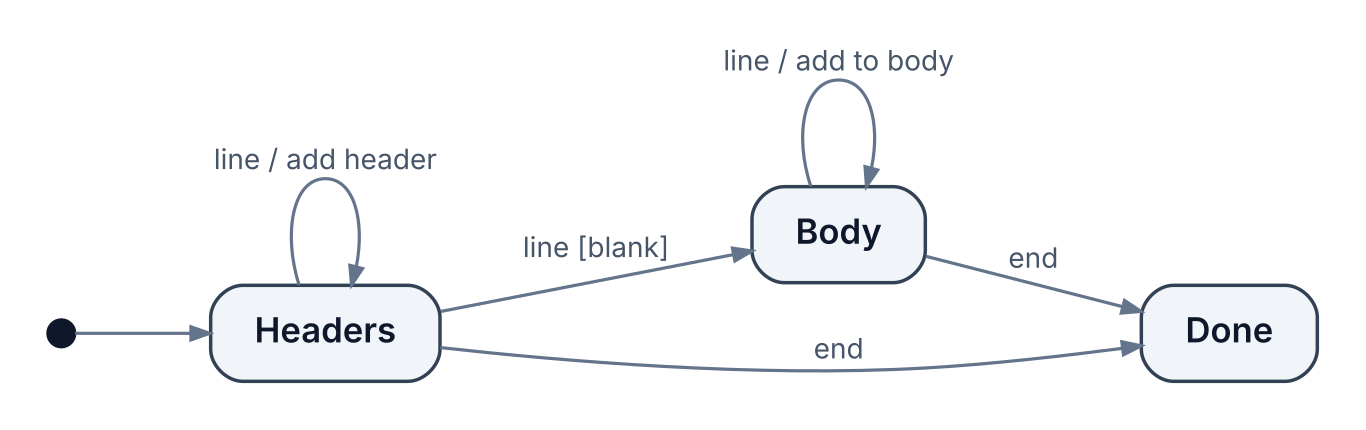 line / add to body
line / add header
Body
line [blank]
end
Headers
Done
end